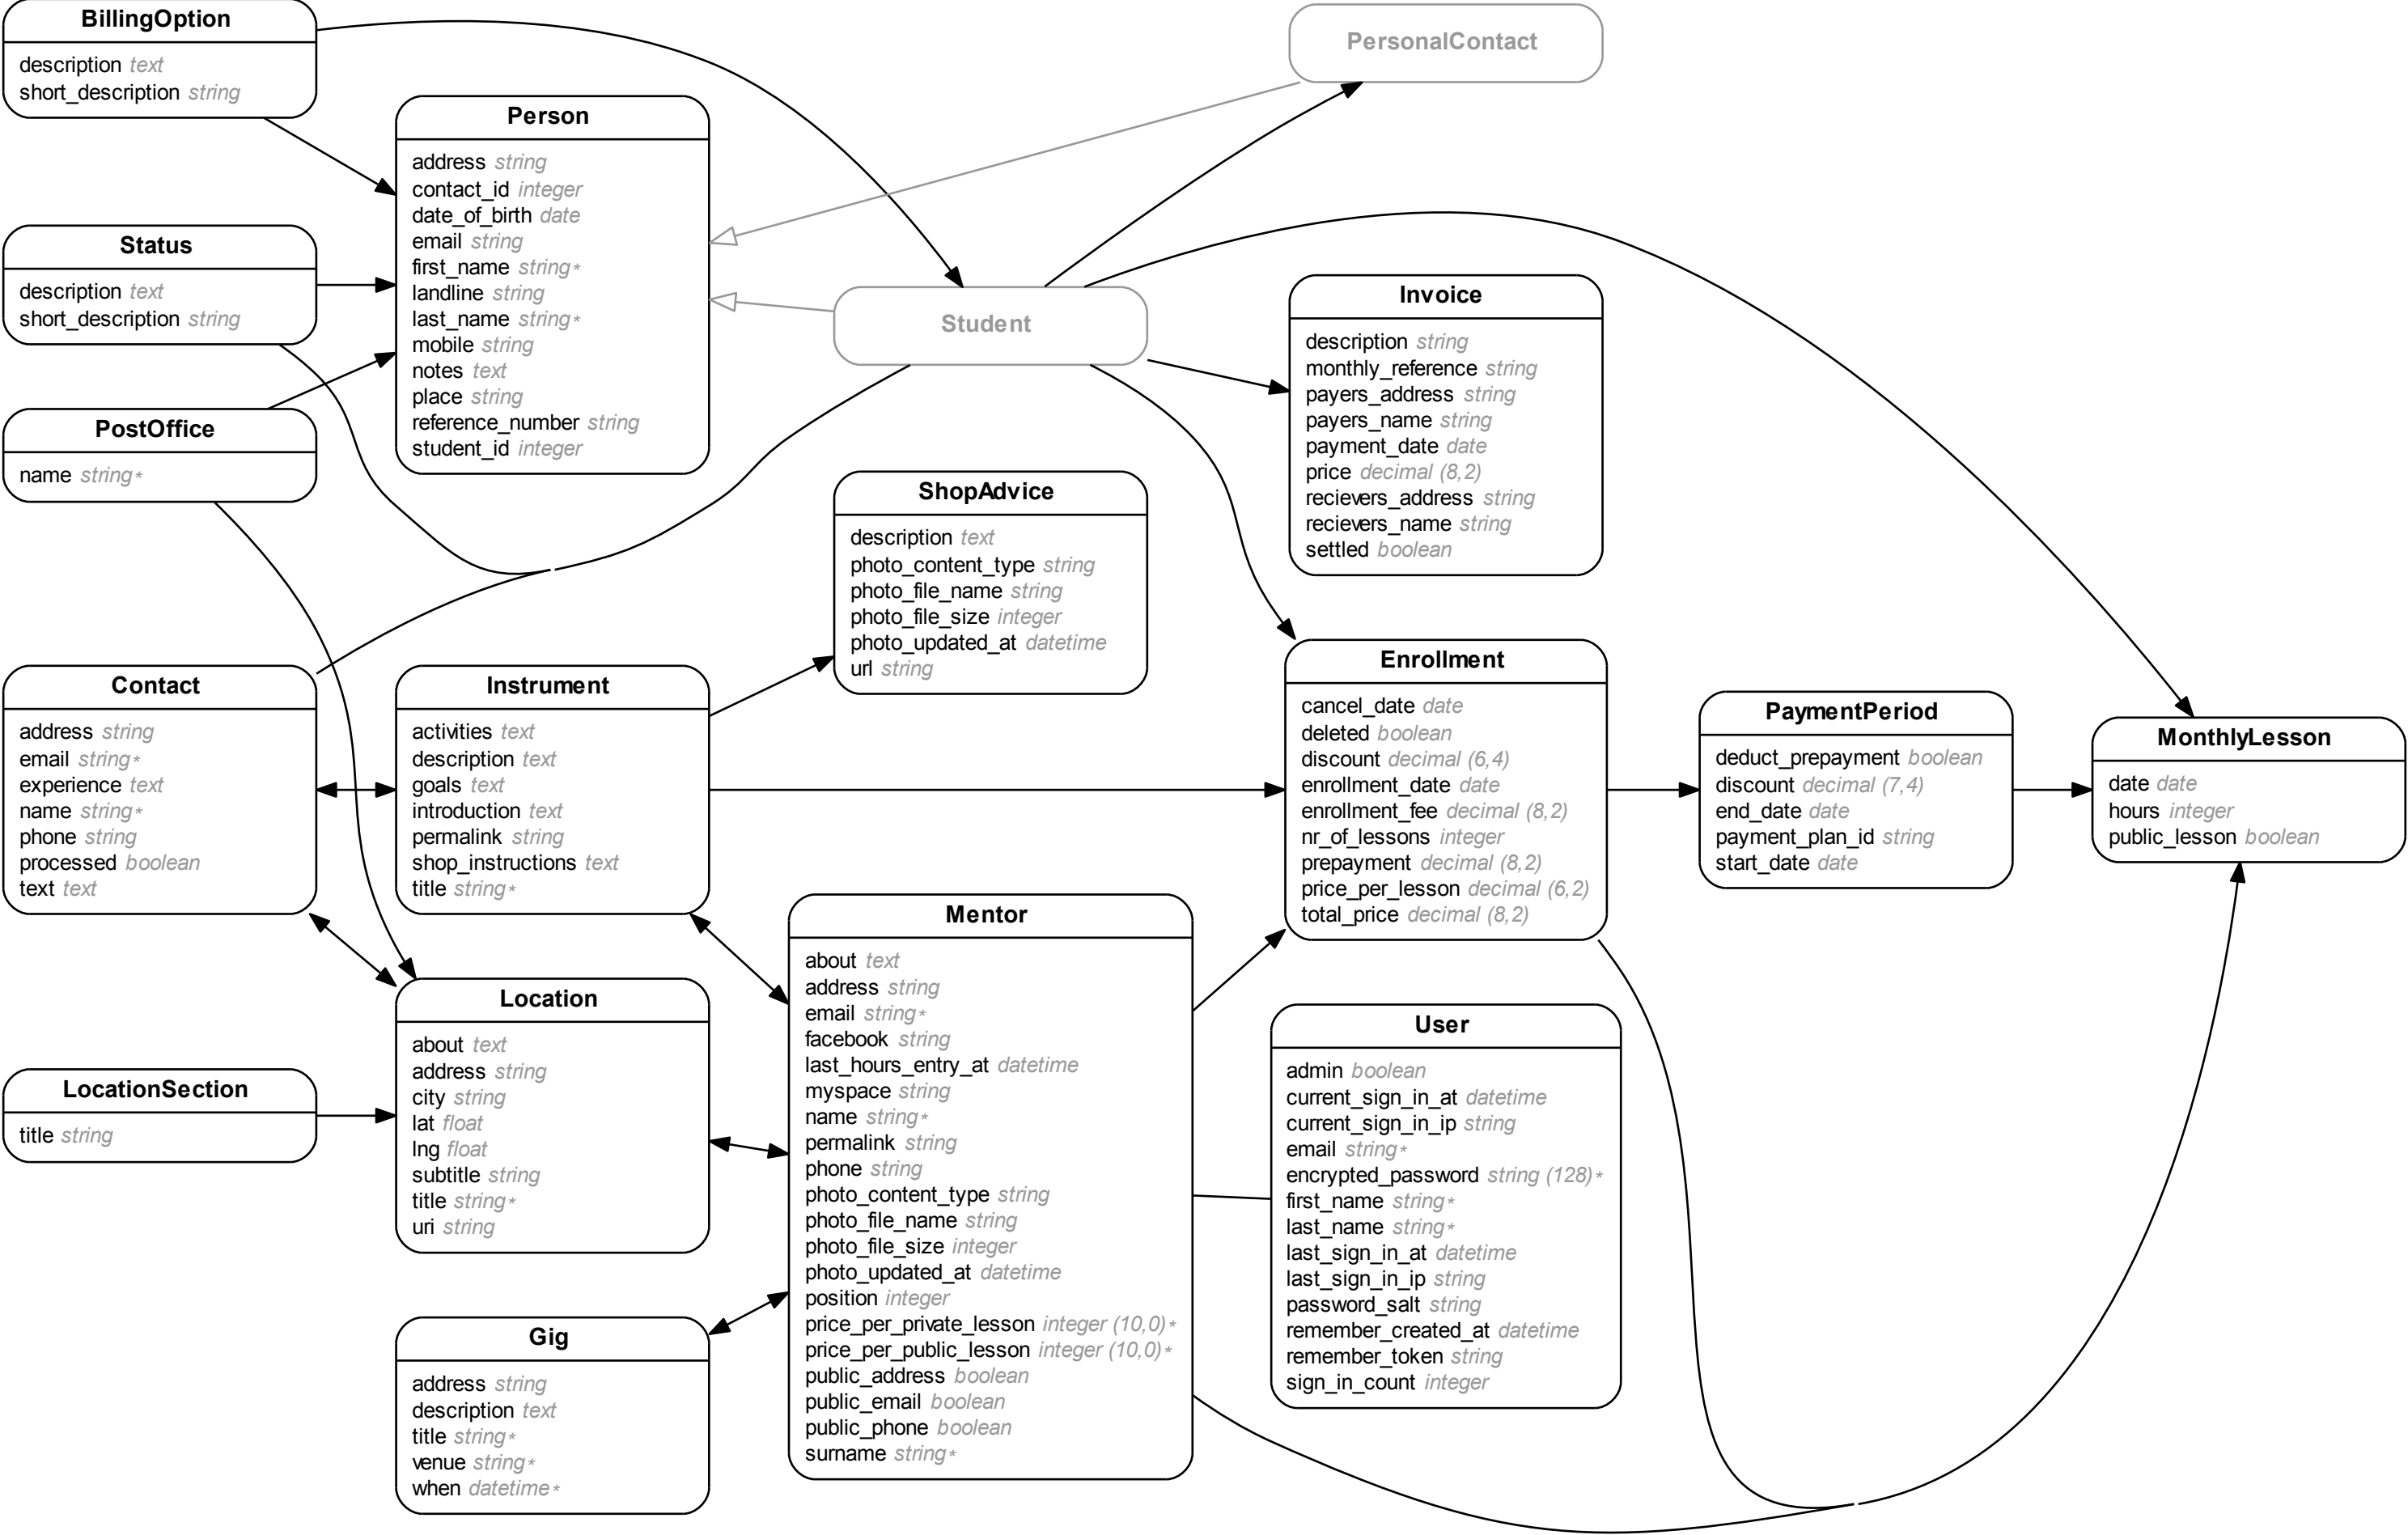 BillingOption
description text
short_description string
PersonalContact
Person
address string
contact_id integer
date_of_birth date
email string
first_name string*
landline string
last_name string*
mobile string
notes text
place string
reference_number string
student_id integer
Status
description text
short_description string
Student
Invoice
description string
monthly_reference string
payers_address string
payers_name string
payment_date date
price decimal (8,2)
recievers_address string
recievers_name string
settled boolean
PostOffice
name string*
ShopAdvice
description text
photo_content_type string
photo_file_name string
photo_file_size integer
photo_updated_at datetime
url string
Contact
address string
email string*
experience text
name string*
phone string
processed boolean
text text
Instrument
activities text
description text
goals text
introduction text
permalink string
shop_instructions text
title string*
Enrollment
cancel_date date
deleted boolean
discount decimal (6,4)
enrollment_date date
enrollment_fee decimal (8,2)
nr_of_lessons integer
prepayment decimal (8,2)
price_per_lesson decimal (6,2)
total_price decimal (8,2)
PaymentPeriod
deduct_prepayment boolean
discount decimal (7,4)
end_date date
payment_plan_id string
start_date date
MonthlyLesson
date date
hours integer
public_lesson boolean
Mentor
about text
address string
email string*
facebook string
last_hours_entry_at datetime
myspace string
name string*
permalink string
phone string
photo_content_type string
photo_file_name string
photo_file_size integer
photo_updated_at datetime
position integer
price_per_private_lesson integer (10,0)*
price_per_public_lesson integer (10,0)*
public_address boolean
public_email boolean
public_phone boolean
surname string*
Location
about text
address string
city string
lat float
lng float
subtitle string
title string*
uri string
LocationSection
title string
User
admin boolean
current_sign_in_at datetime
current_sign_in_ip string
email string*
encrypted_password string (128)*
first_name string*
last_name string*
last_sign_in_at datetime
last_sign_in_ip string
password_salt string
remember_created_at datetime
remember_token string
sign_in_count integer
Gig
address string
description text
title string*
venue string*
when datetime*